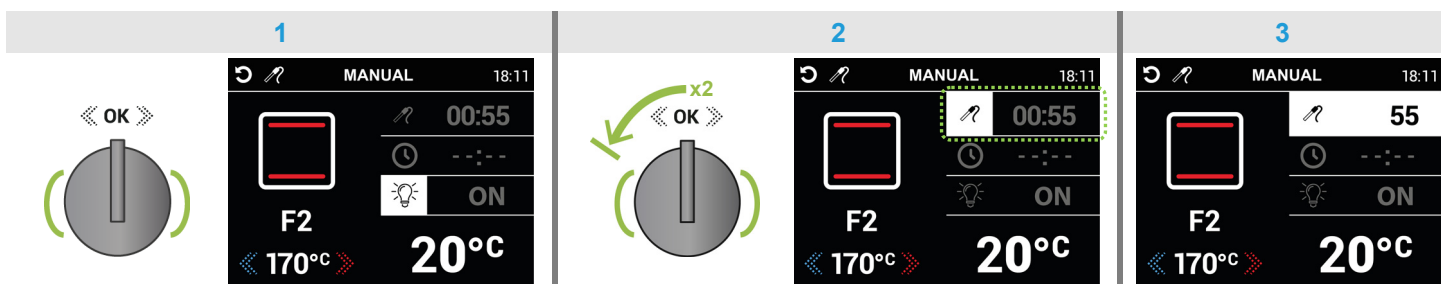 1
2
3
MANUAL 18:11
OK
00:55
--:--
ON
F2
170°C
20°C
x2
MANUAL 18:11
OK
00:55
--:--
ON
F2
170°C
20°C
MANUAL 18:11
55
--:--
ON
F2
170°C
20°C